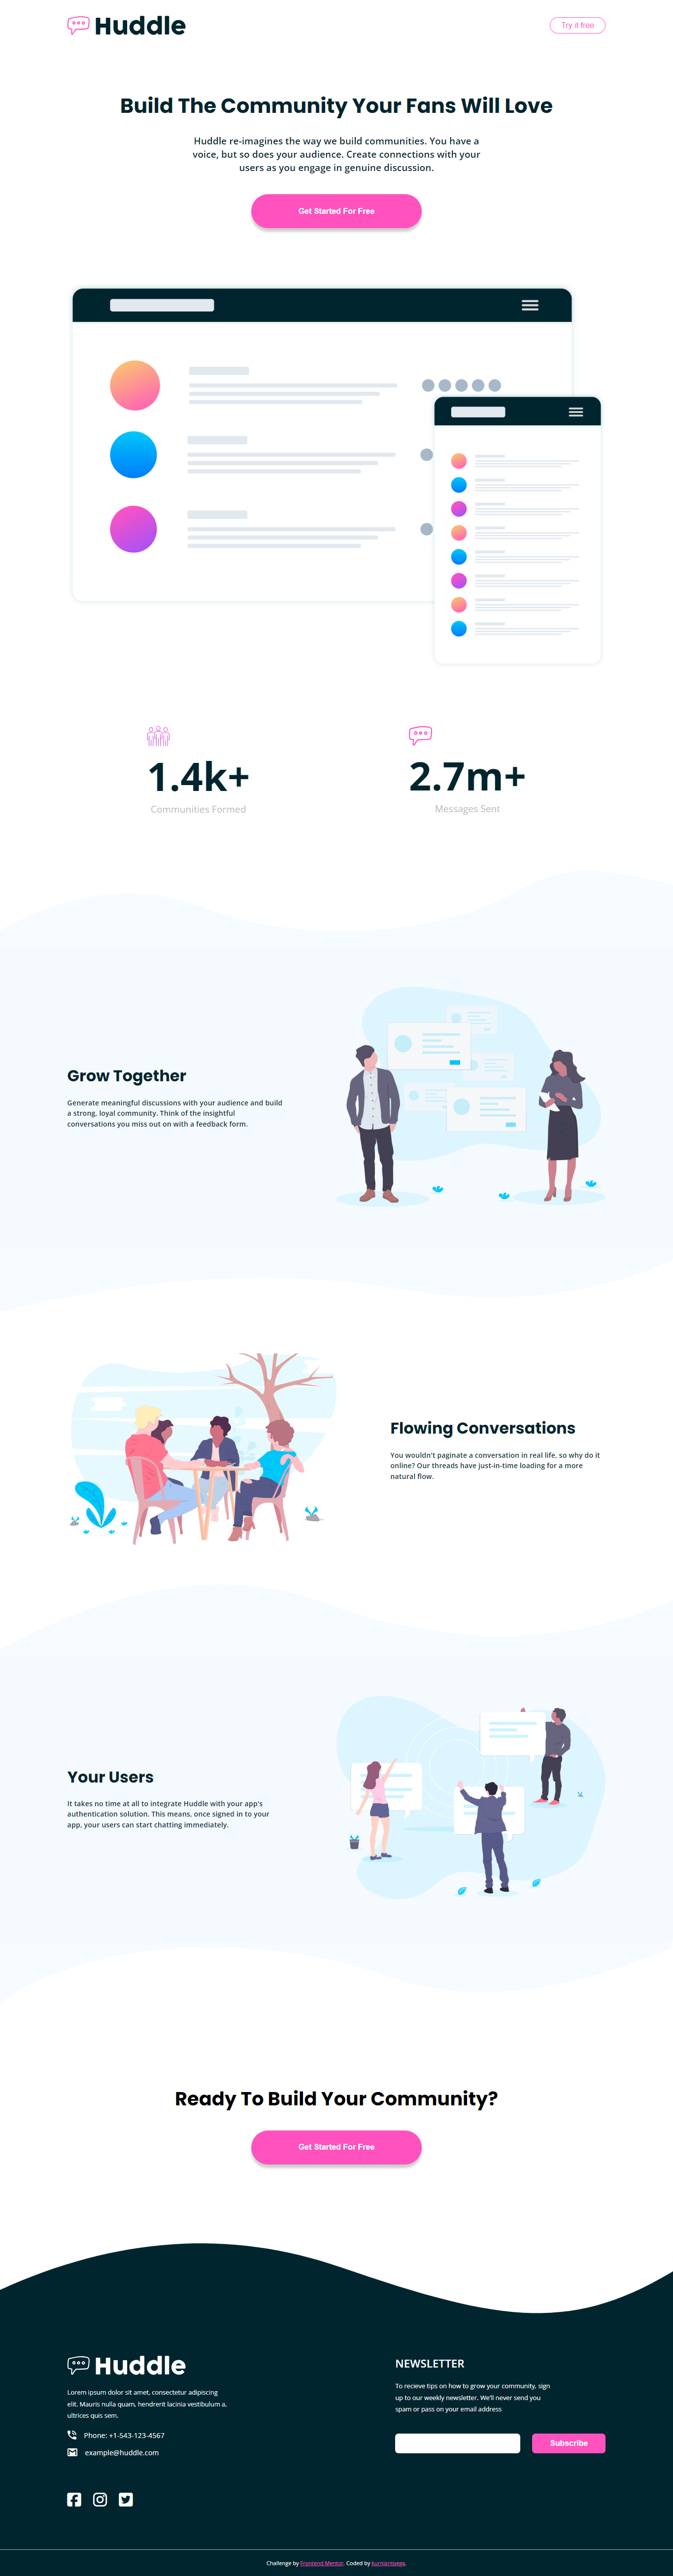 Huddle
Try it free
Build The Community Your Fans Will Love
Huddle re-imagines the way we build communities. You have a
voice, but so does your audience. Create connections with your
users as you engage in genuine discussion.
Get Started For Free
1.4k+
Communities Formed
2.7m+
Messages Sent
Grow Together
Generate meaningful discussions with your audience and build
a strong, loyal community. Think of the insightful
conversations you miss out on with a feedback form.
Flowing Conversations
You wouldn't paginate a conversation in real life, so why do it
online? Our threads have just-in-time loading for a more
natural flow.
Your Users
It takes no time at all to integrate Huddle with your app's
authentication solution. This means, once signed in to your
app, your users can start chatting immediately.
Ready To Build Your Community?
Get Started For Free
Huddle
Lorem ipsum dolor sit amet, consectetur adipiscing
elit. Mauris nulla quam, hendrerit lacinia vestibulum a,
ultrices quis sem.
Phone: +1-543-123-4567
example@huddle.com
NEWSLETTER
To recieve tips on how to grow your community, sign
up to our weekly newsletter. We'll never send you
spam or pass on your email address
Subscribe
Challenge by Frontend Mentor. Coded by kurniantsega.